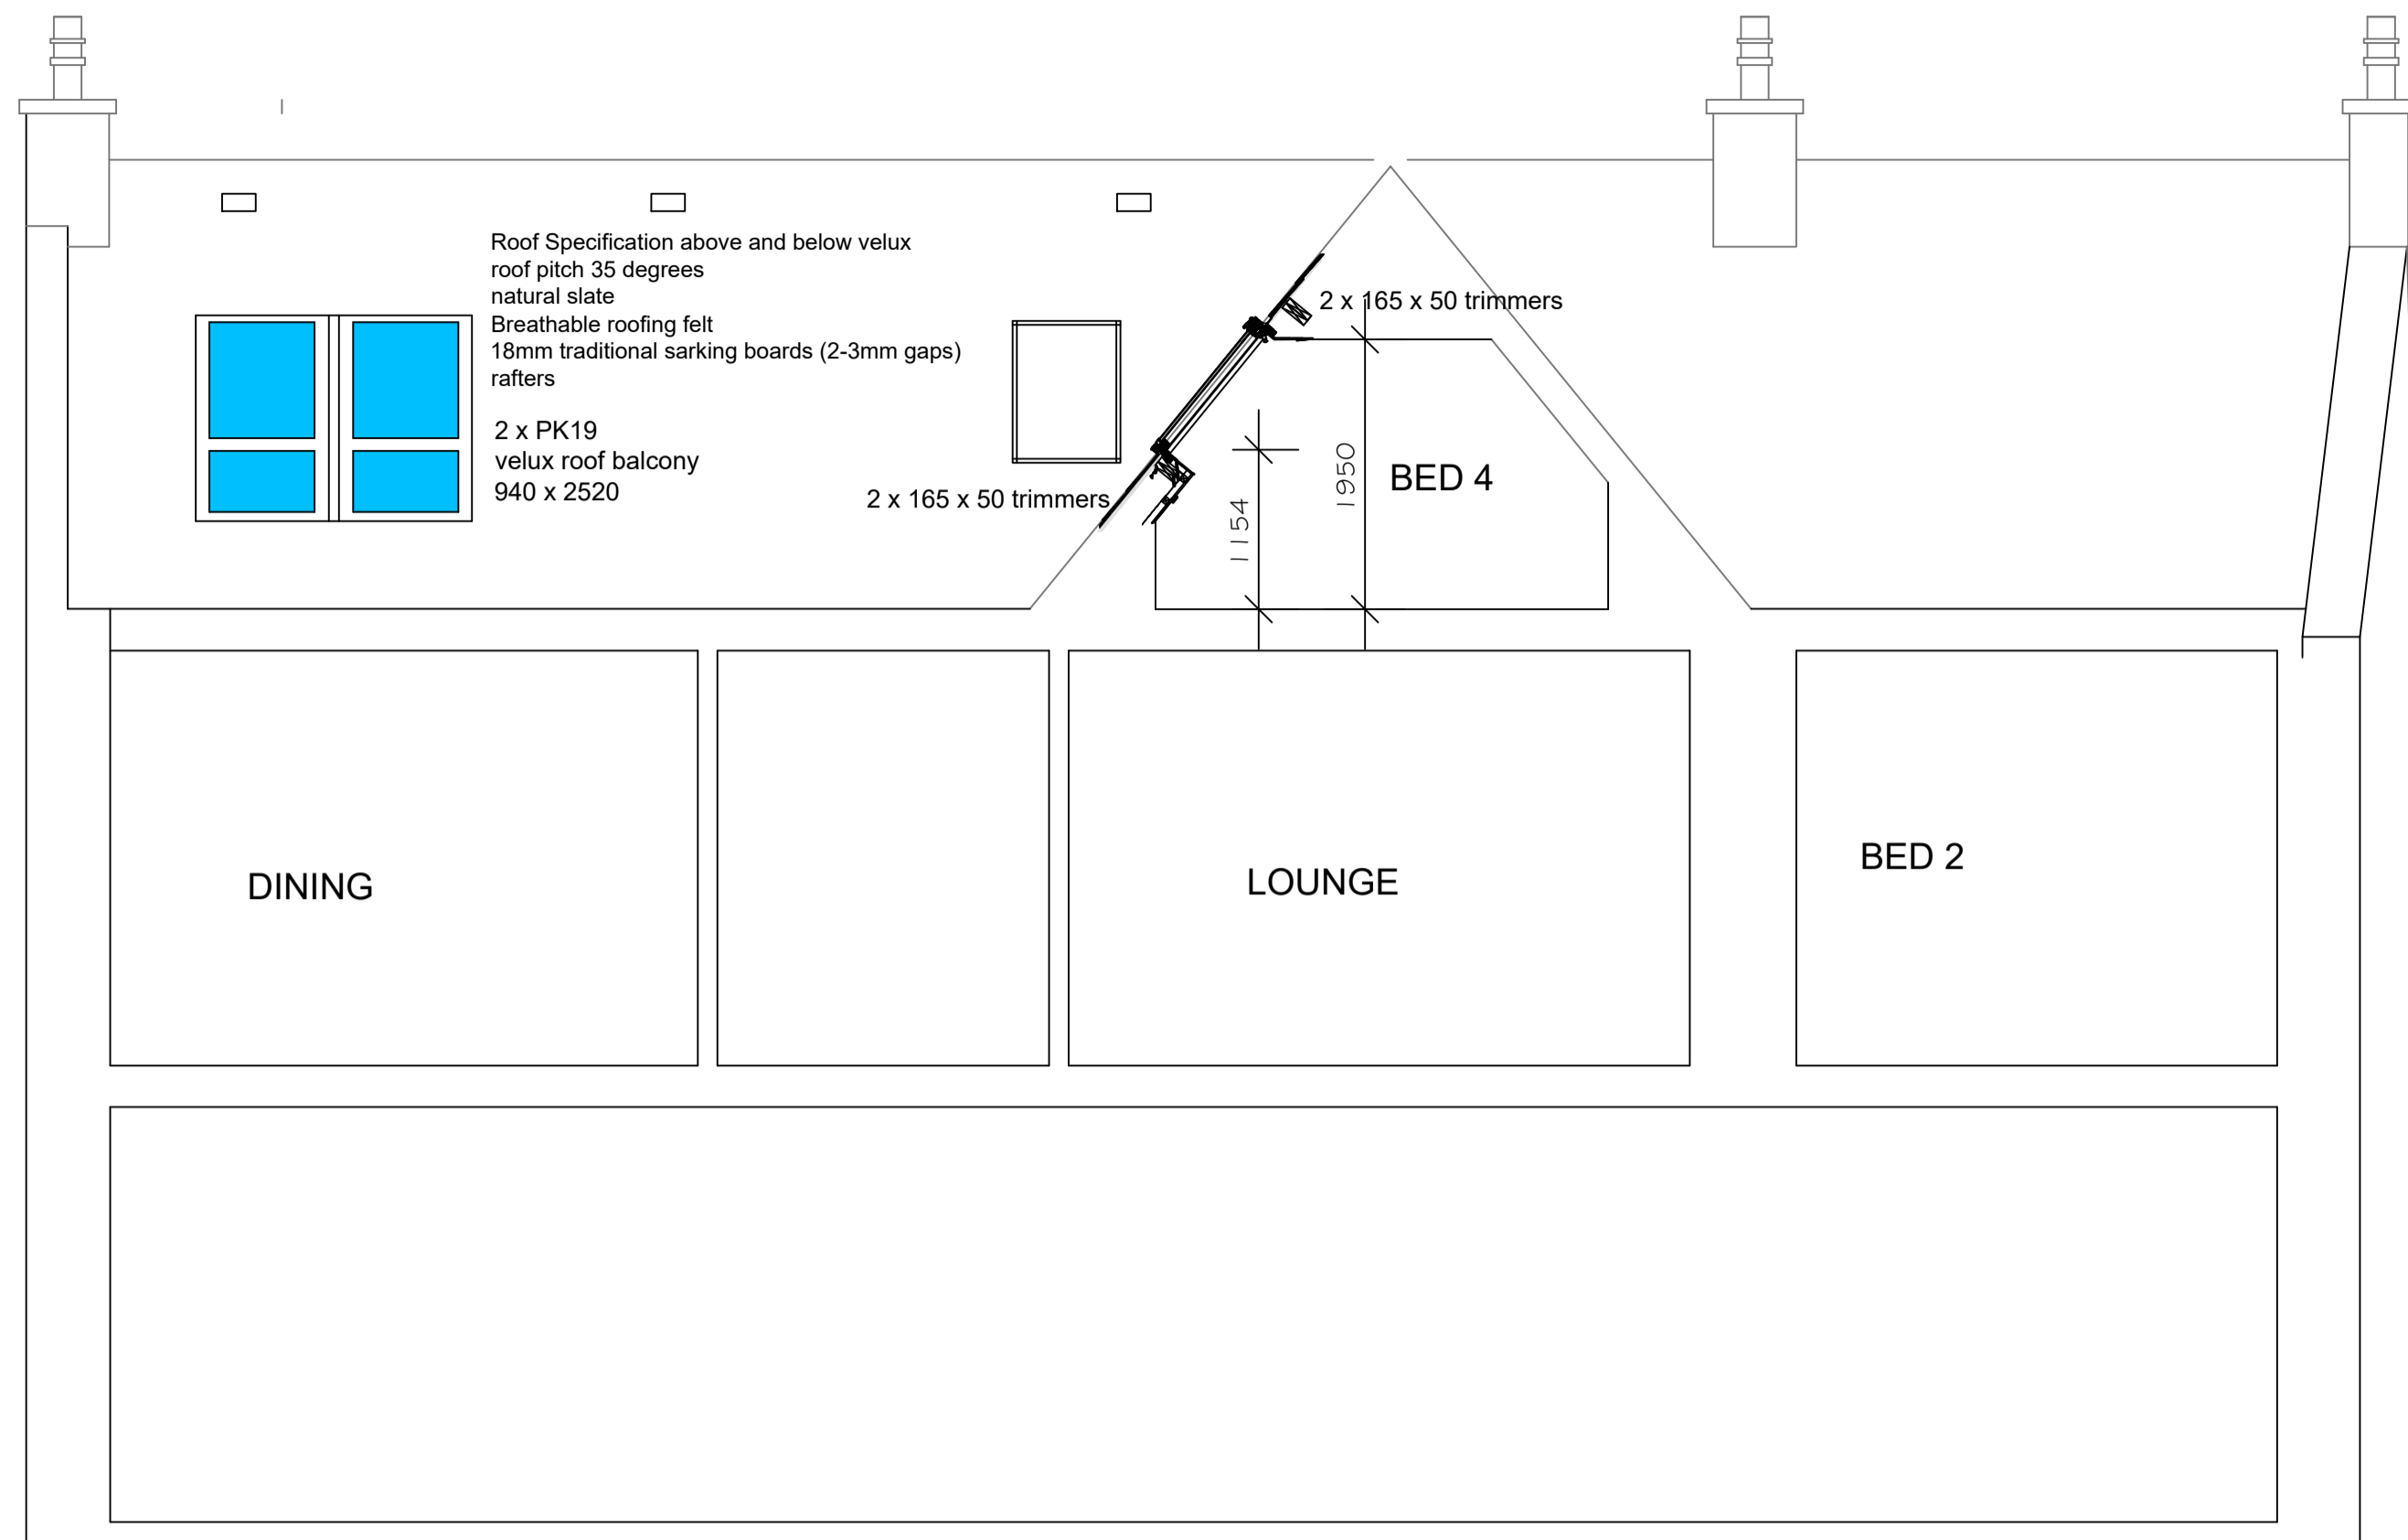 Roof Specification above and below velux
roof pitch 35 degrees
natural slate
Breathable roofing felt
18mm traditional sarking boards (2-3mm gaps)
rafters
2 x PK19
velux roof balcony
940 x 2520
2 x 165 x 50 trimmers
2 x 165 x 50 trimmers
1154
1950
BED 4
DINING
LOUNGE
BED 2